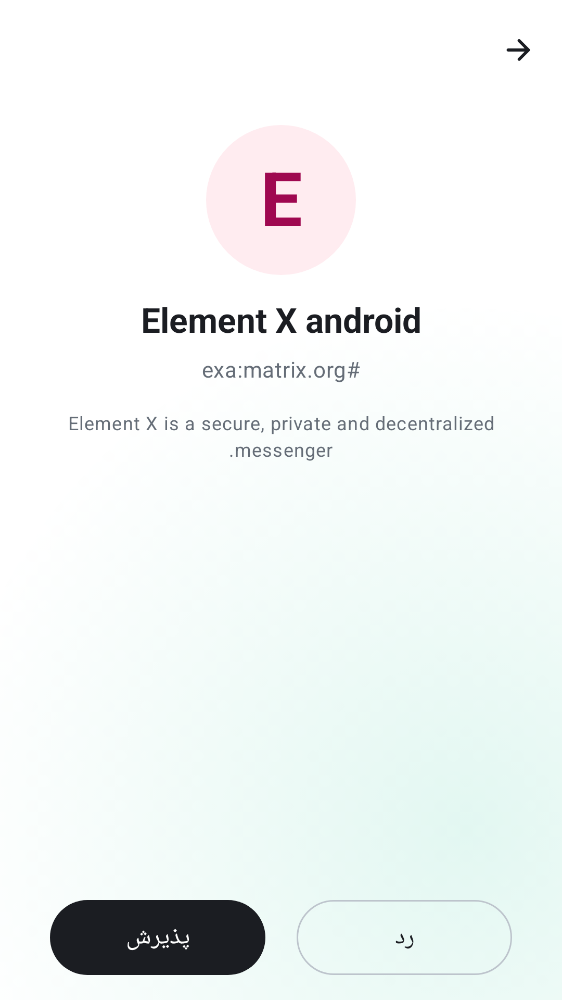 E
Element X android
exa:matrix.org#
Element X is a secure, private and decentralized
.messenger
رد
پذیرش